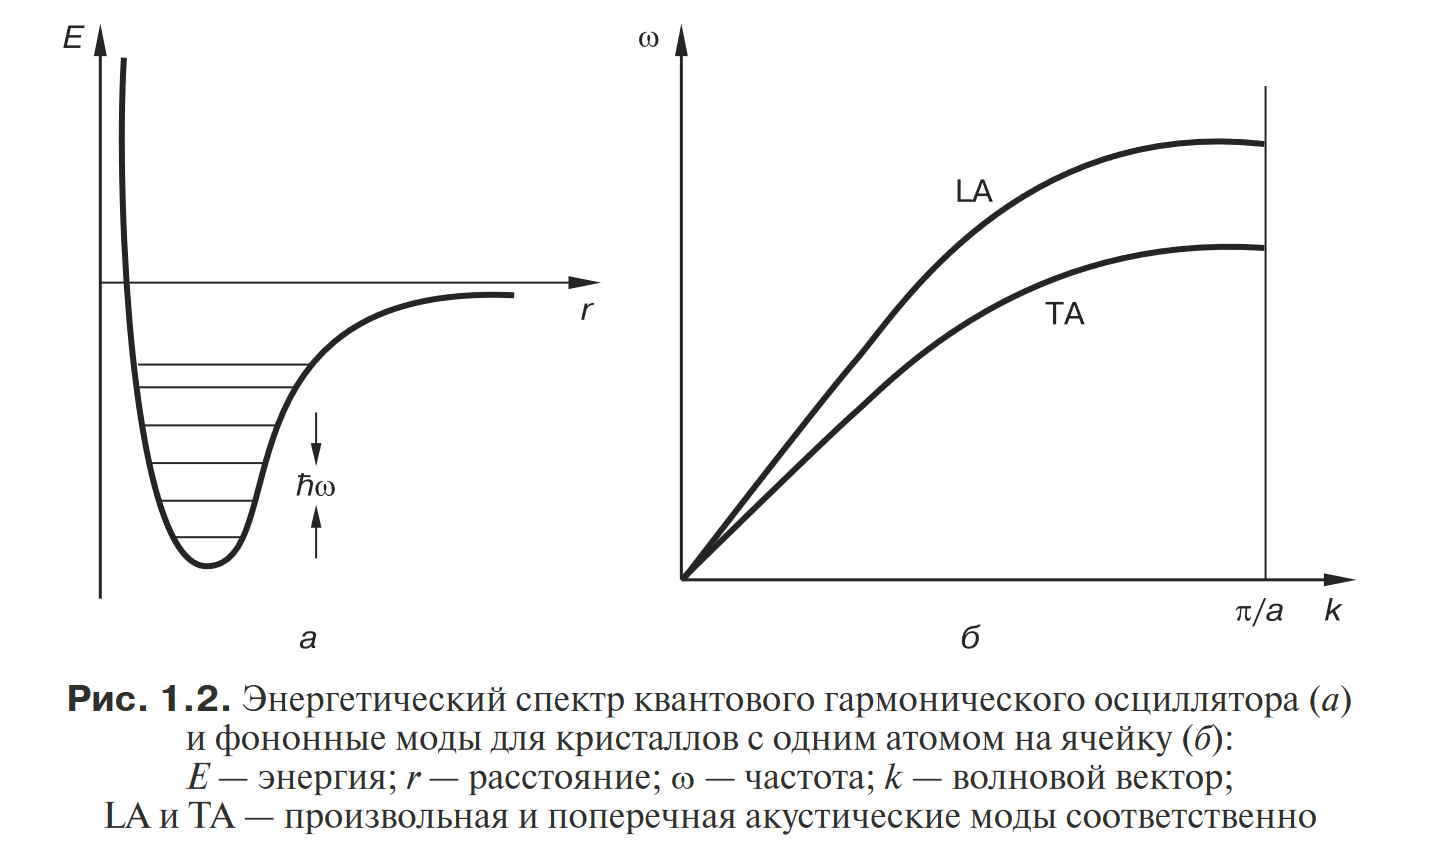 E
r
ħω
а
ω
LA
TA
π/a
k
б
Рис. 1.2. Энергетический спектр квантового гармонического осциллятора (а)
и фононные моды для кристаллов с одним атомом на ячейку (б):
E — энергия; r — расстояние; ω — частота; k — волновой вектор;
LA и TA — произвольная и поперечная акустические моды соответственно